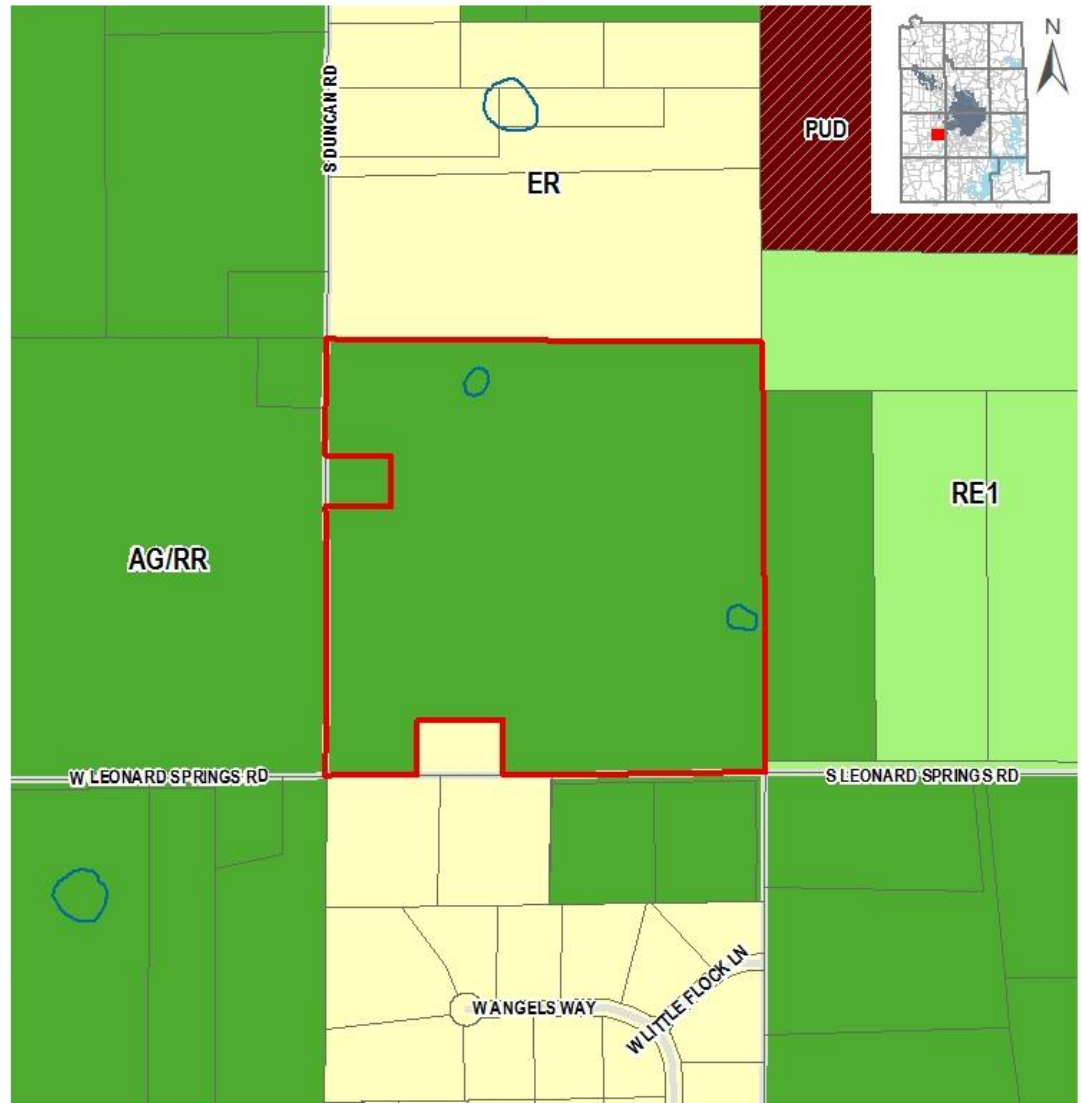 N
S DUNCAN RD
PUD
ER
RE1
AG/RR
W LEONARD SPRINGS RD
S LEONARD SPRINGS RD
W ANGELS WAY
W LITTLE FLOCK LN